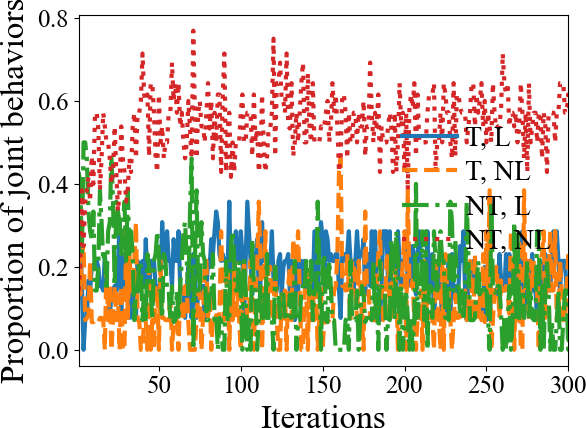 Proportion of joint behaviors
0.8
0.6
0.4
0.2
0.0
T, L
T, NL
NT, L
NT, NL
50
100
150
200
250
300
Iterations